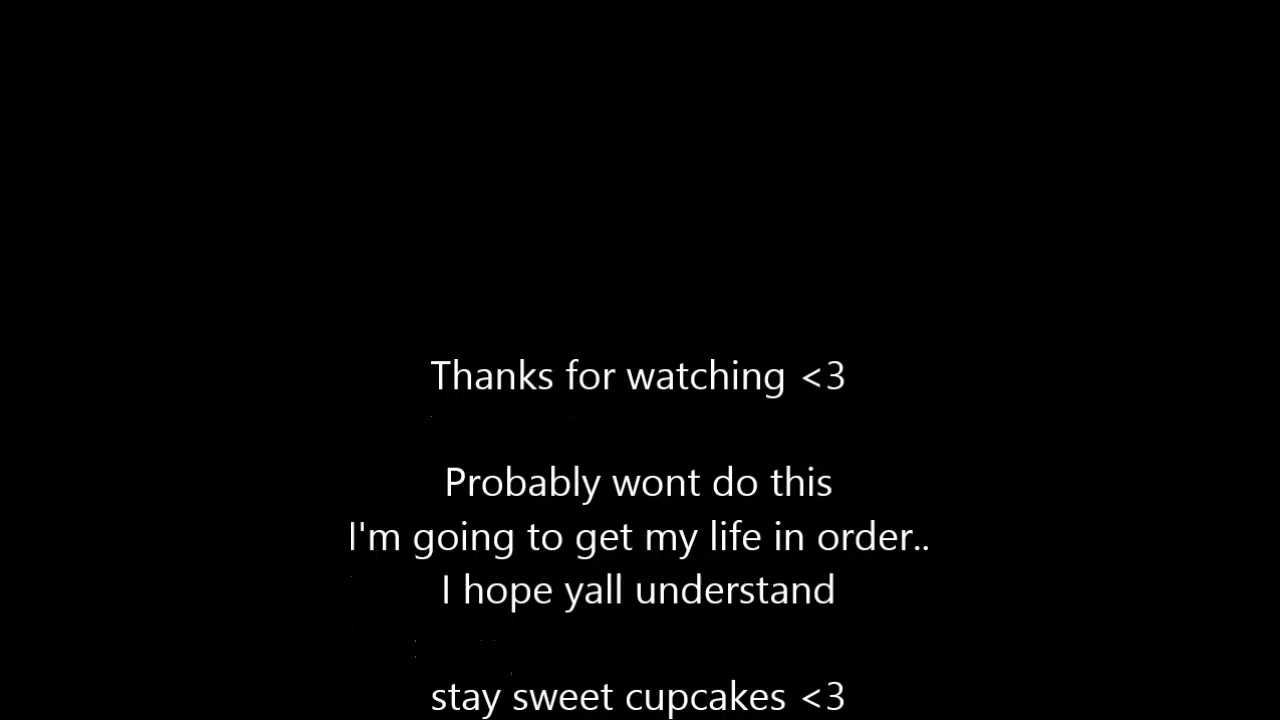 Thanks for watching <3
Probably wont do this
I'm going to get my life in order..
I hope yall understand
stay sweet cupcakes <3